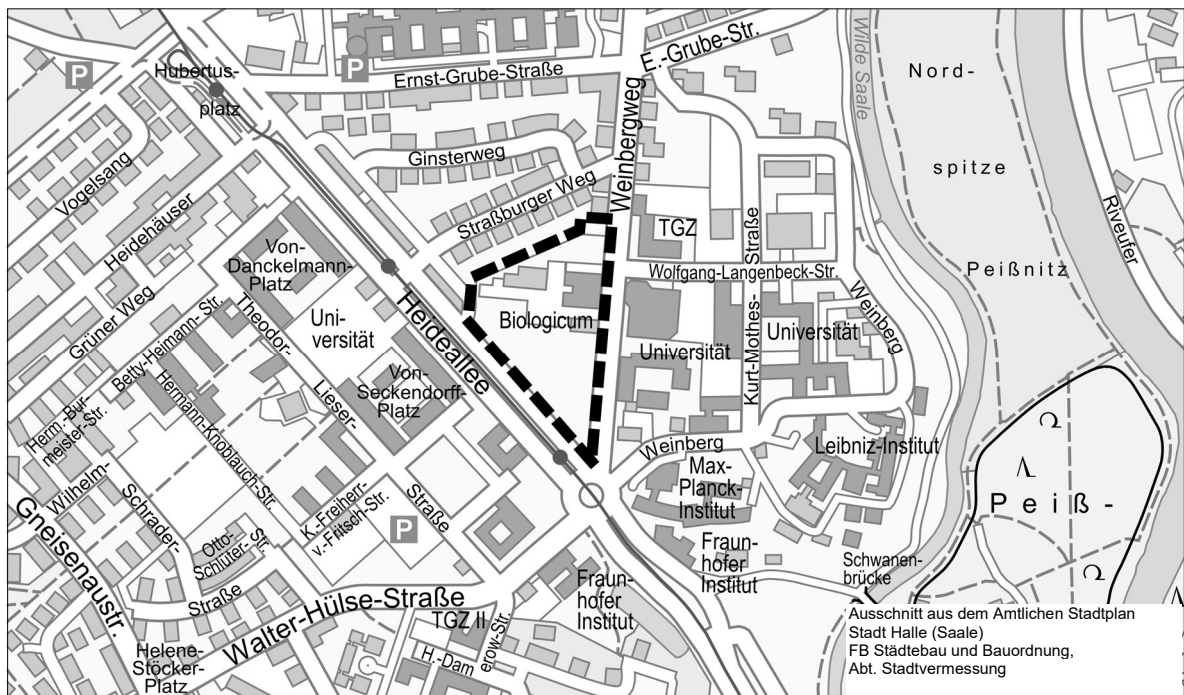 P
Hubertus-
platz
P
Ernst-Grube-Straße
E.-Grube-Str.
Wilde Saale
Nord-
spitze
Peißnitz
Riveufer
Vogelsang
Heidehäuser
Grüner Weg
Ginsterweg
Straßburger Weg
Weinbergweg
TGZ
Wolfgang-Langenbeck-Str.
Kurt-Mothes-
Straße
Weinberg
Universität
Universität
Biologicum
Heideallee
Von-
Danckelmann-
Platz
Uni-
versität
Theodor-
Lieser-
Straße
Von-
Seckendorff-
Platz
Betty-Heimann- Str.
Herm.-Bur-
meister-Str.
Hermann-Knoblauch-Str.
Wilhelm-
Schrader-
Straße
Otto-
Schlüter-
Str.
K.-Freiherr-
v.-Fritsch-Str.
P
Gneisenaustr.
Walter-Hülse-Straße
Helene-
Stöcker-
Platz
TGZ II
H.-Dam
erow-Str.
Fraun-
hofer
Institut
Weinberg
Max-
Planck-
Institut
Leibniz-Institut
Fraun-
hofer
Institut
Schwanen-
brücke
Peiß-
Ausschnitt aus dem Amtlichen Stadtplan
Stadt Halle (Saale)
FB Städtebau und Bauordnung,
Abt. Stadtvermessung